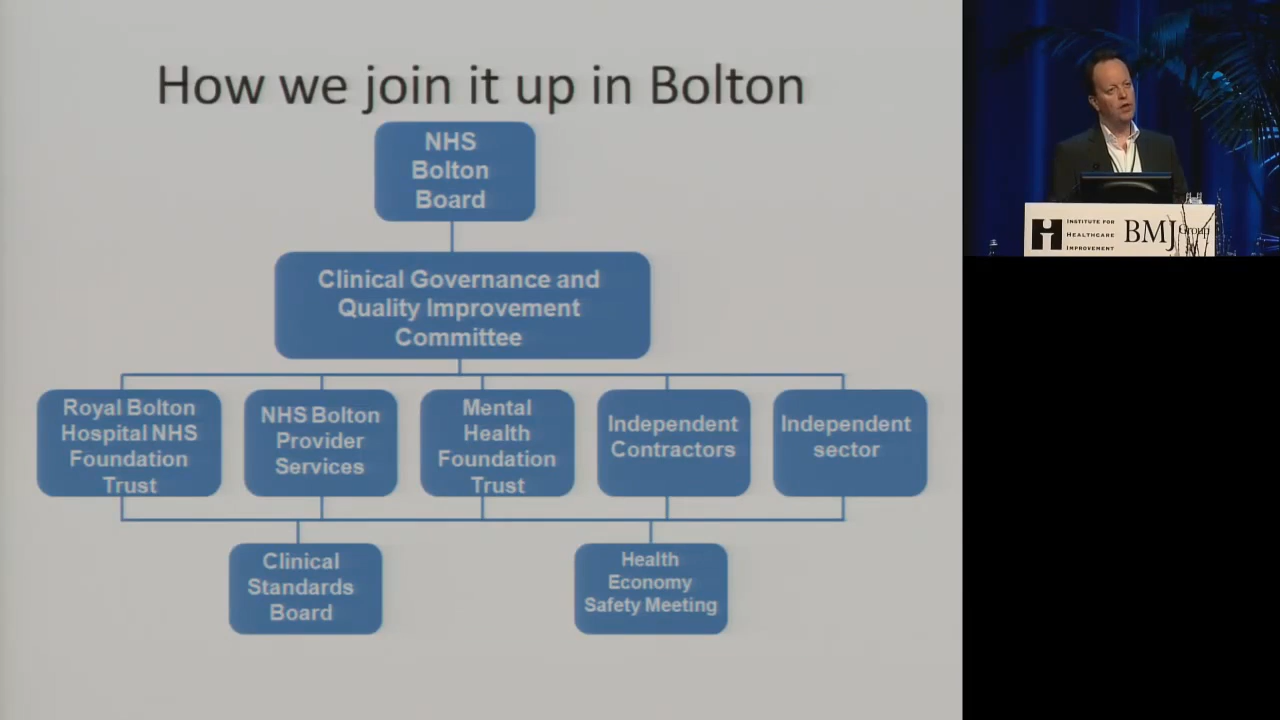 How we join it up in Bolton
NHS
Bolton
Board
Clinical Governance and
Quality Improvement
Committee
Royal Bolton
Hospital NHS
Foundation
Trust
NHS Bolton
Provider
Services
Mental
Health
Foundation
Trust
Independent
Contractors
Independent
sector
Clinical
Standards
Board
Health
Economy
Safety Meeting
INSTITUTE FOR
HEALTHCARE
IMPROVEMENT
BMJ Group